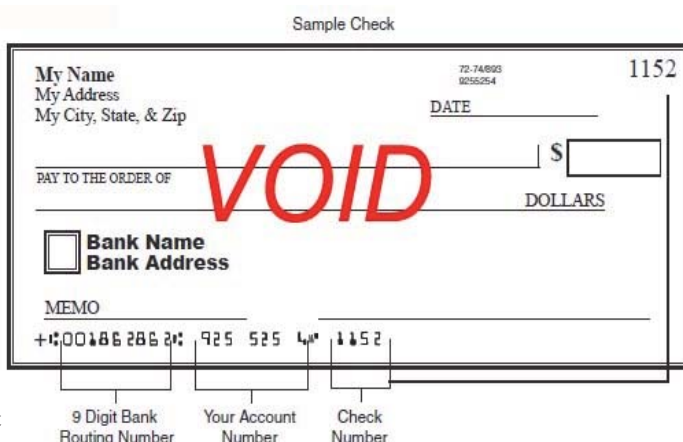 Sample Check
My Name
My Address
My City, State, & Zip
72-74/893
9255254
1152
DATE
$
PAY TO THE ORDER OF
VOID
DOLLARS
Bank Name
Bank Address
MEMO
+⑆001862862⑆ 925 525 4⑈ 1152
9 Digit Bank
Routing Number
Your Account
Number
Check
Number